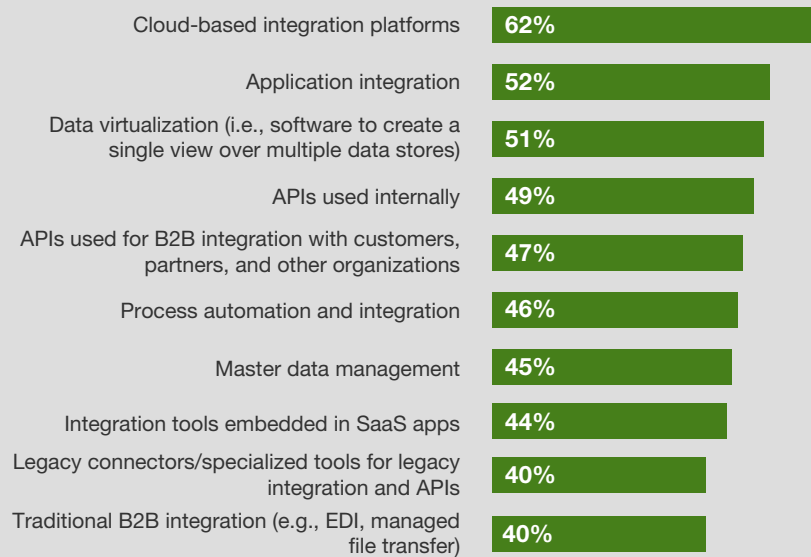 Cloud-based integration platforms 62%
Application integration 52%
Data virtualization (i.e., software to create a
single view over multiple data stores) 51%
APIs used internally 49%
APIs used for B2B integration with customers,
partners, and other organizations 47%
Process automation and integration 46%
Master data management 45%
Integration tools embedded in SaaS apps 44%
Legacy connectors/specialized tools for legacy
integration and APIs 40%
Traditional B2B integration (e.g., EDI, managed
file transfer) 40%